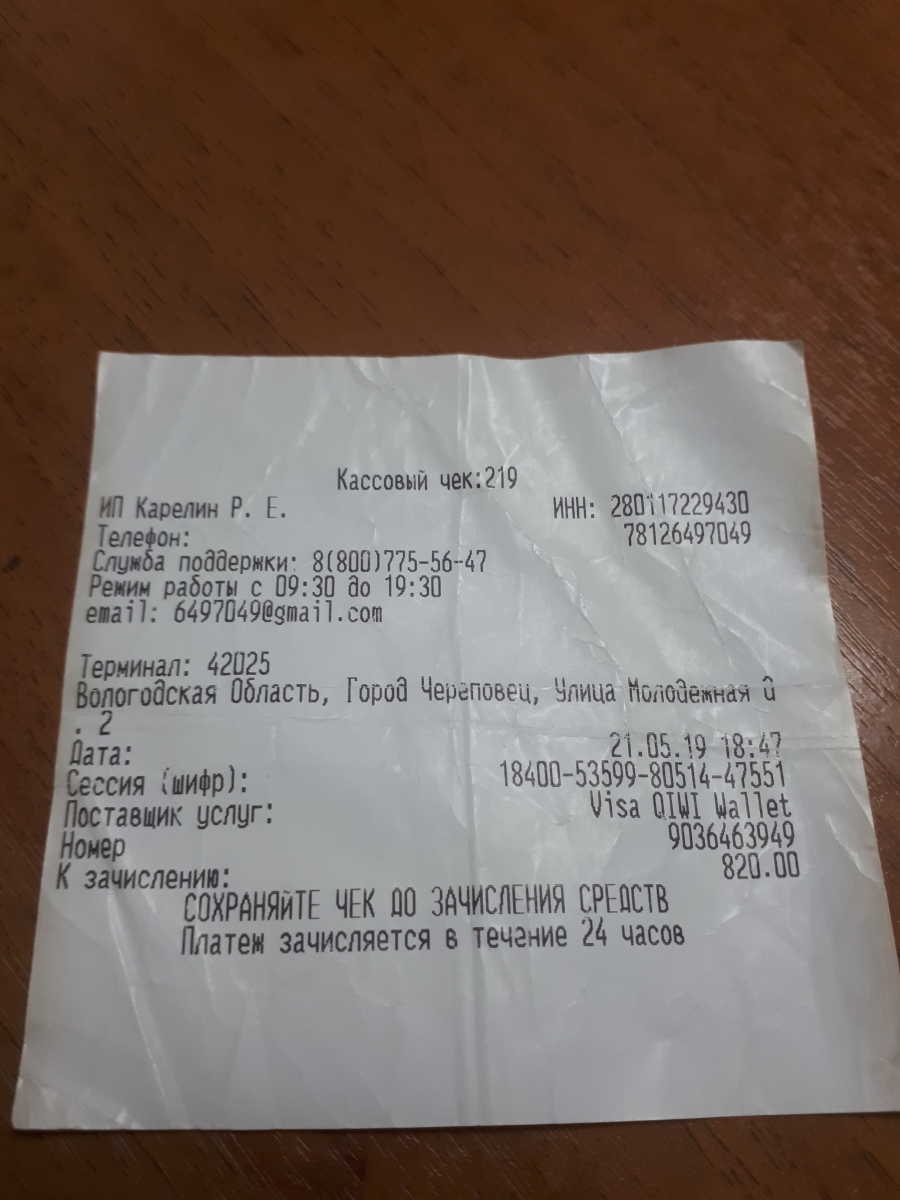 Кассовый чек:219
ИП Карелин Р. Е. ИНН: 280117229430
Телефон: 78126497049
Служба поддержки: 8(800)775-56-47
Режим работы с 09:30 до 19:30
email: 6497049@gmail.com
Терминал: 42025
Вологодская Область, Город Череповец, Улица Молодежная д
. 2
Дата: 21.05.19 18:47
Сессия (шифр): 18400-53599-80514-47551
Поставщик услуг: Visa QIWI Wallet
Номер 9036463949
К зачислению: 820.00
СОХРАНЯйТЕ ЧЕК ДО ЗАЧИСЛЕНИЯ СРЕДСТВ
Платеж зачисляется в течение 24 часов